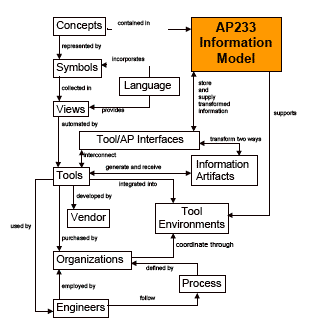 Concepts
contained in
AP233
Information
Model
represented by
incorporates
Symbols
Language
collected in
store
and
supply
transformed
information
Views
provides
supports
automated by
Tool/AP Interfaces
transform two ways
interconnect
Information
Artifacts
generate and receive
Tools
integrated into
developed by
Vendor
Tool
Environments
used by
purchased by
coordinate through
Organizations
defined by
Process
employed by
follow
Engineers